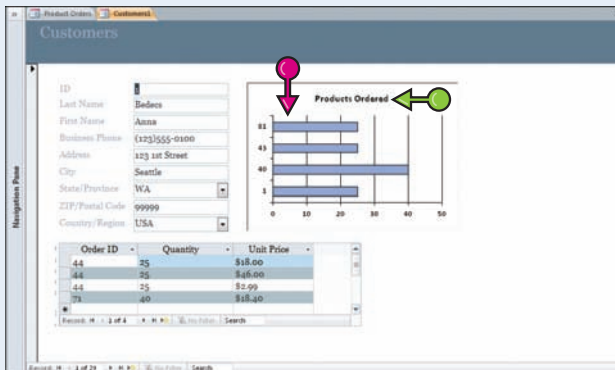 Product Orders Customers1
Customers
ID 1
Last Name Bedecs
First Name Anna
Business Phone (123)555-0100
Address 123 1st Street
City Seattle
State/Province WA
ZIP/Postal Code 99999
Country/Region USA
Products Ordered
81
43
40
1
0 10 20 30 40 50
Order ID Quantity Unit Price
44 25 $18.00
44 25 $46.00
44 25 $2.99
71 40 $18.40
Record: 1 of 4 No Filter Search
Navigation Pane
Record: 1 of 29 No Filter Search